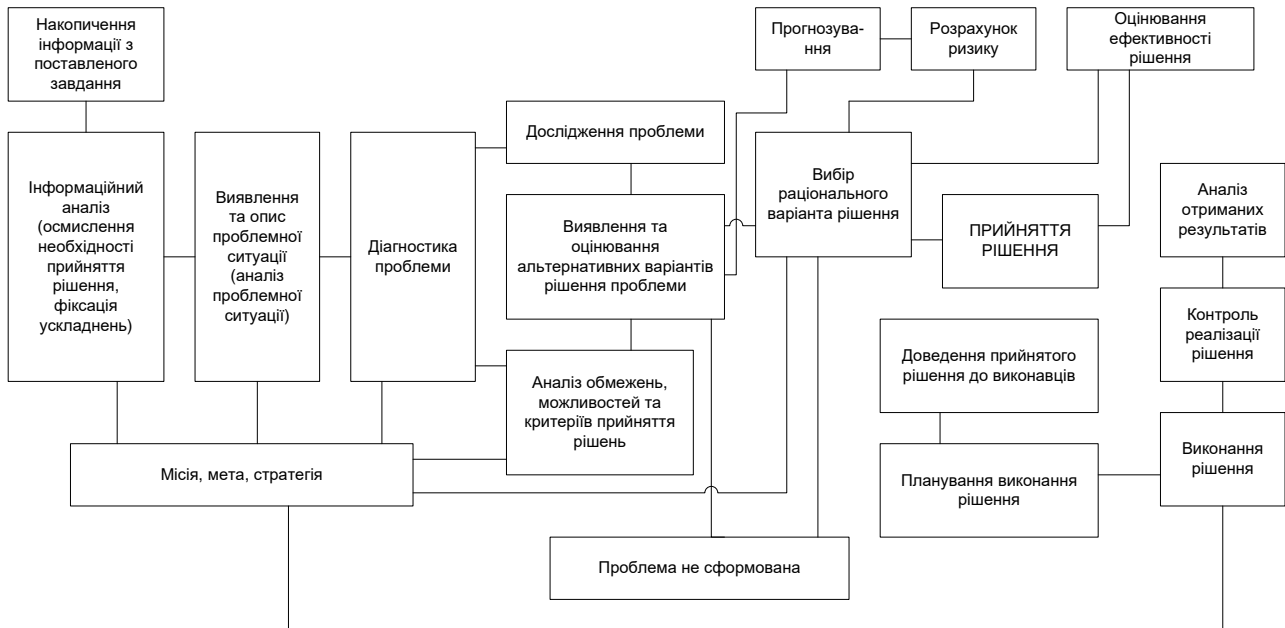 Накопичення
інформації з
поставленого
завдання
Прогнозува-
ння
Розрахунок
ризику
Оцінювання
ефективності
рішення
Інформаційний
аналіз
(осмислення
необхідності
прийняття
рішення,
фіксація
ускладнень)
Виявлення
та опис
проблемної
ситуації
(аналіз
проблемної
ситуації)
Діагностика
проблеми
Дослідження проблеми
Виявлення та
оцінювання
альтернативних варіантів
рішення проблеми
Аналіз обмежень,
можливостей та
критеріїв прийняття
рішень
Вибір
раціонального
варіанта рішення
ПРИЙНЯТТЯ
РІШЕННЯ
Аналіз
отриманих
результатів
Контроль
реалізації
рішення
Доведення прийнятого
рішення до виконавців
Планування виконання
рішення
Виконання
рішення
Місія, мета, стратегія
Проблема не сформована